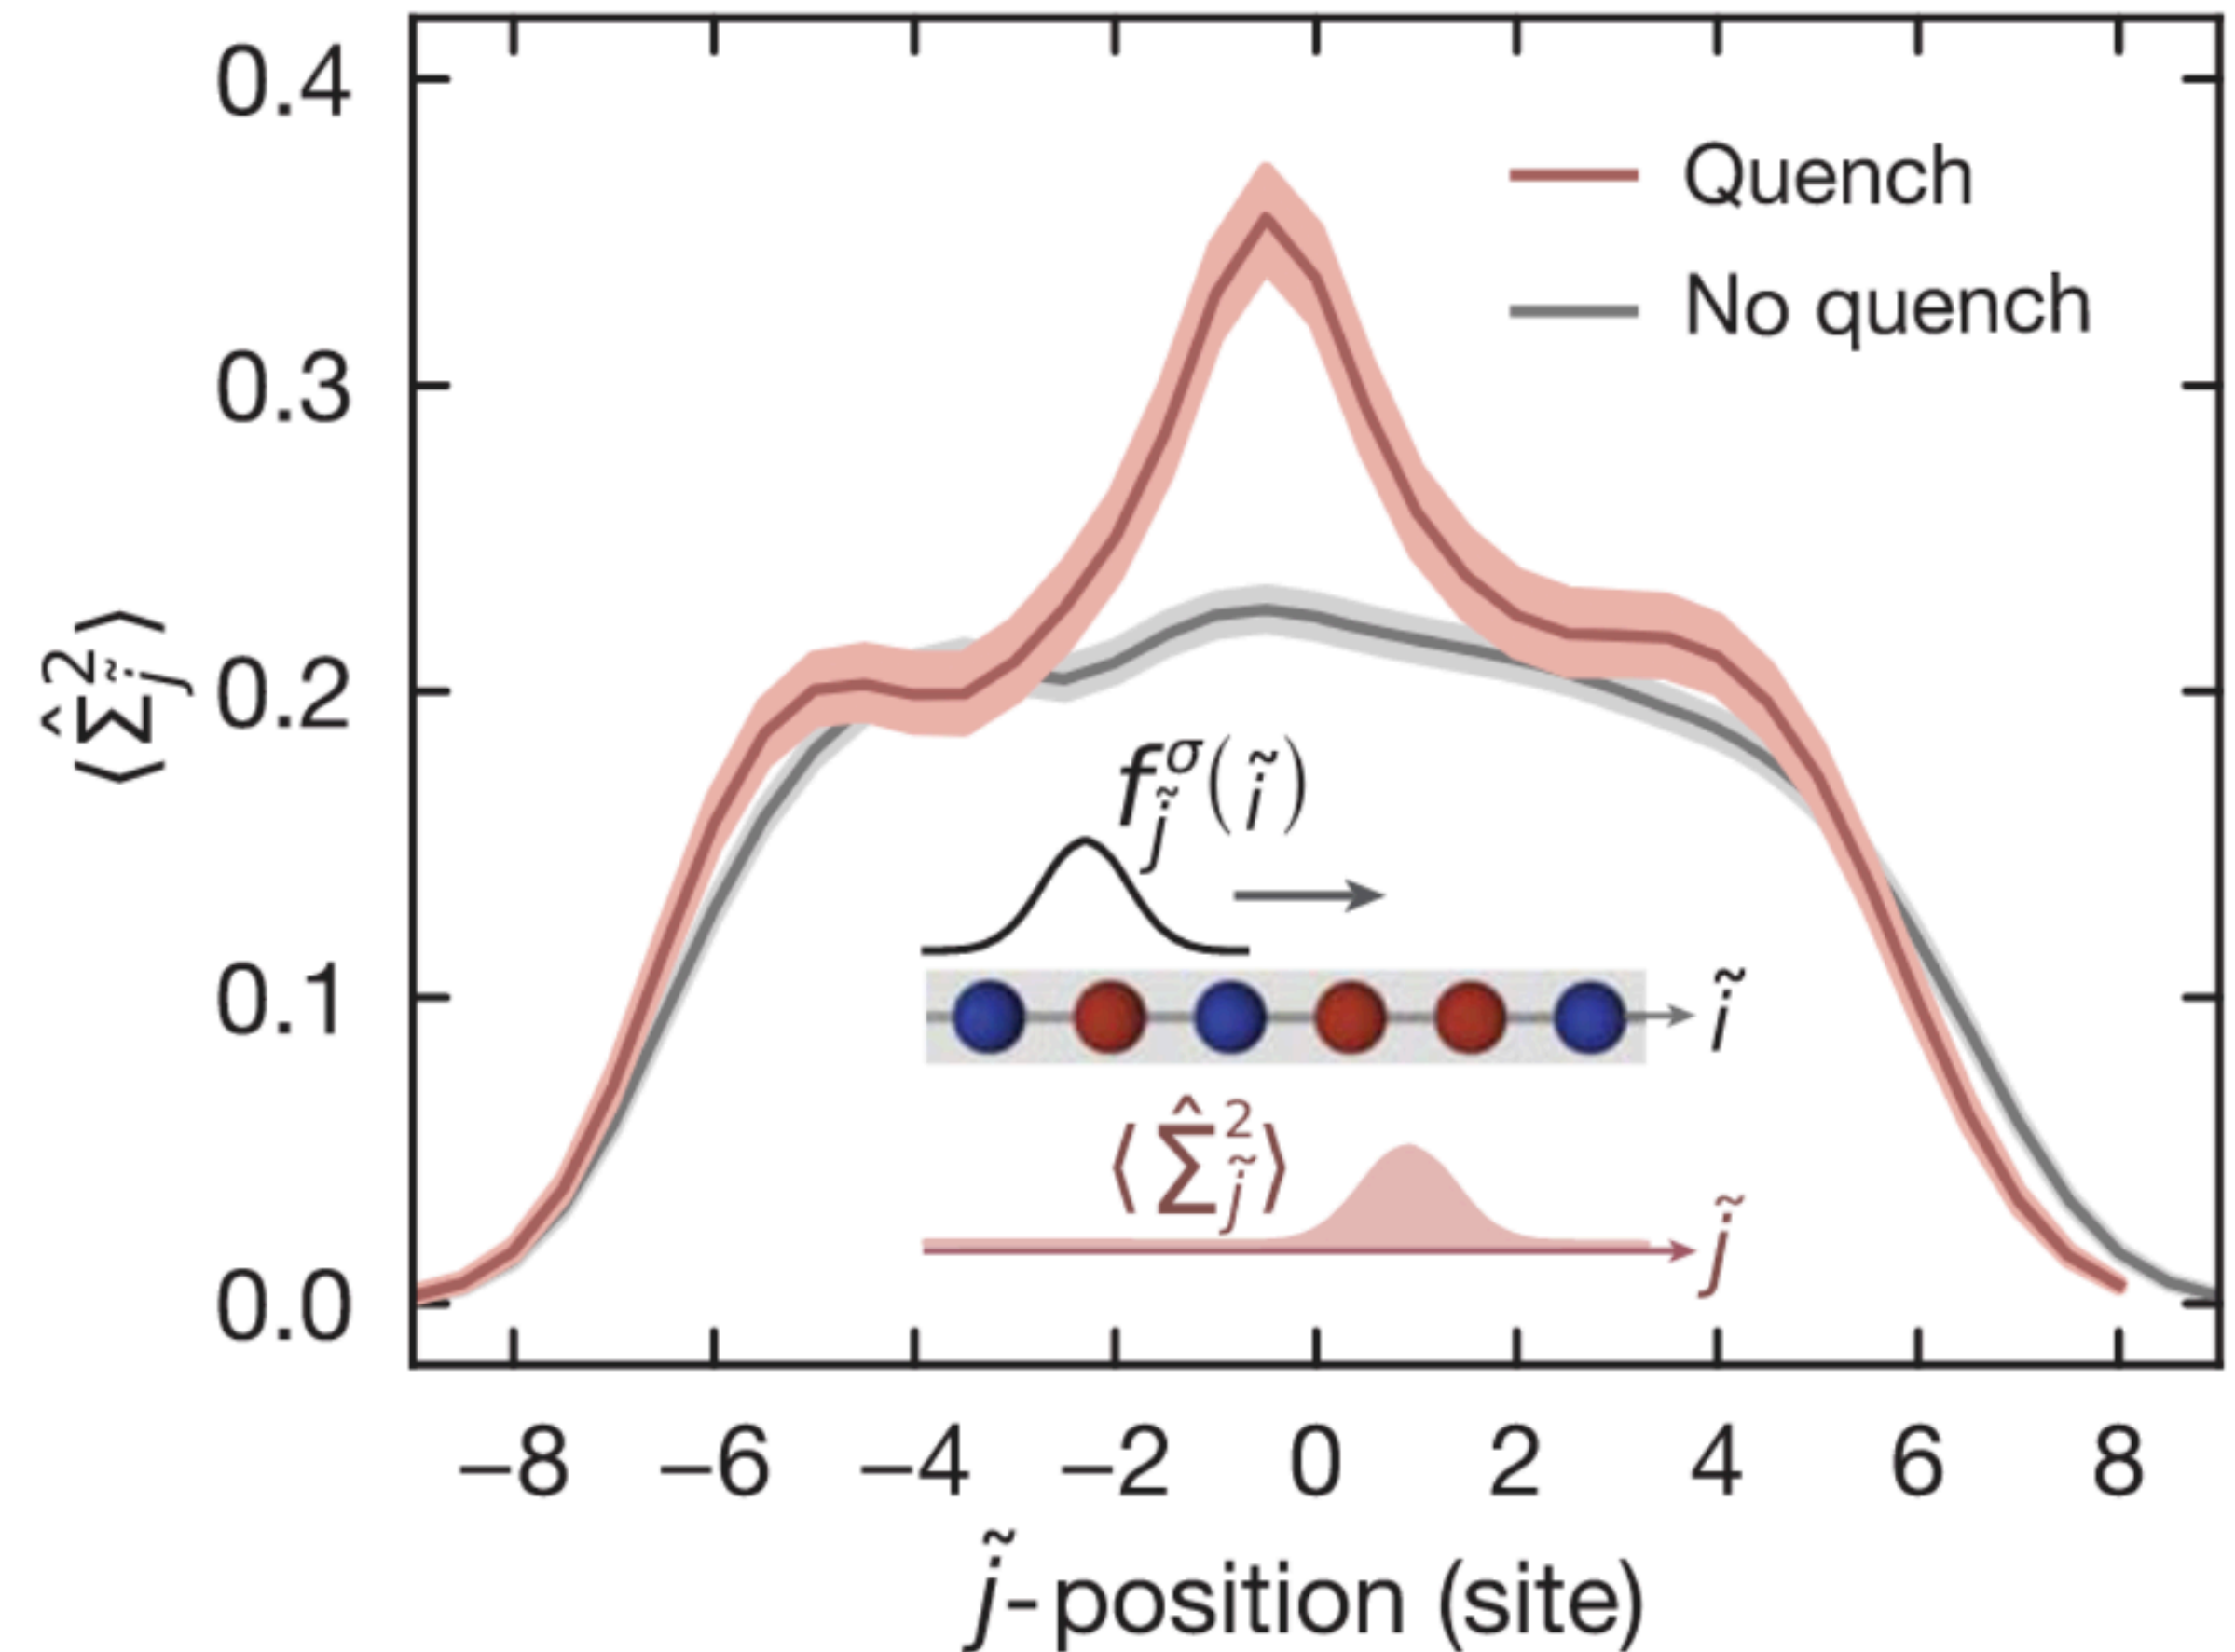 0.4
0.3
0.2
0.1
0.0
⟨Σ̂²_j̃⟩
Quench
No quench
f^σ_j̃(ĩ)
ĩ
⟨Σ̂²_j̃⟩
j̃
–8 –6 –4 –2 0 2 4 6 8
j̃-position (site)